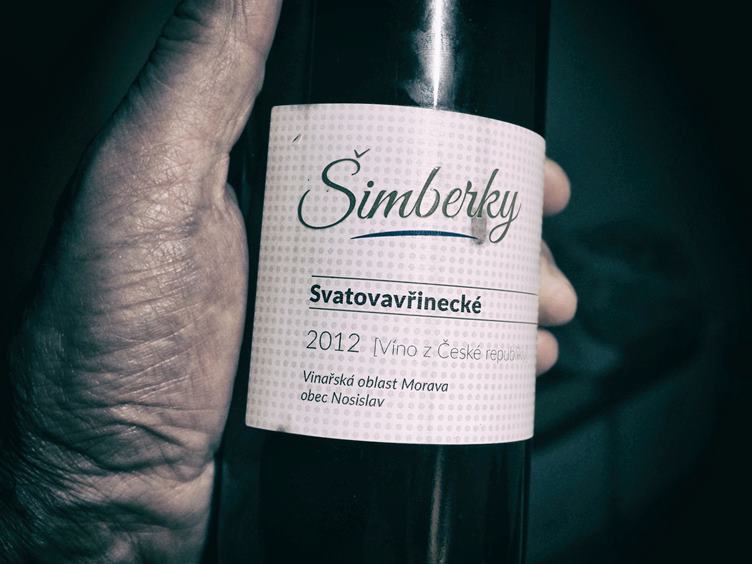 Šimberky
Svatovavřinecké
2012 [Víno z České republiky]
Vinařská oblast Morava
obec Nosislav